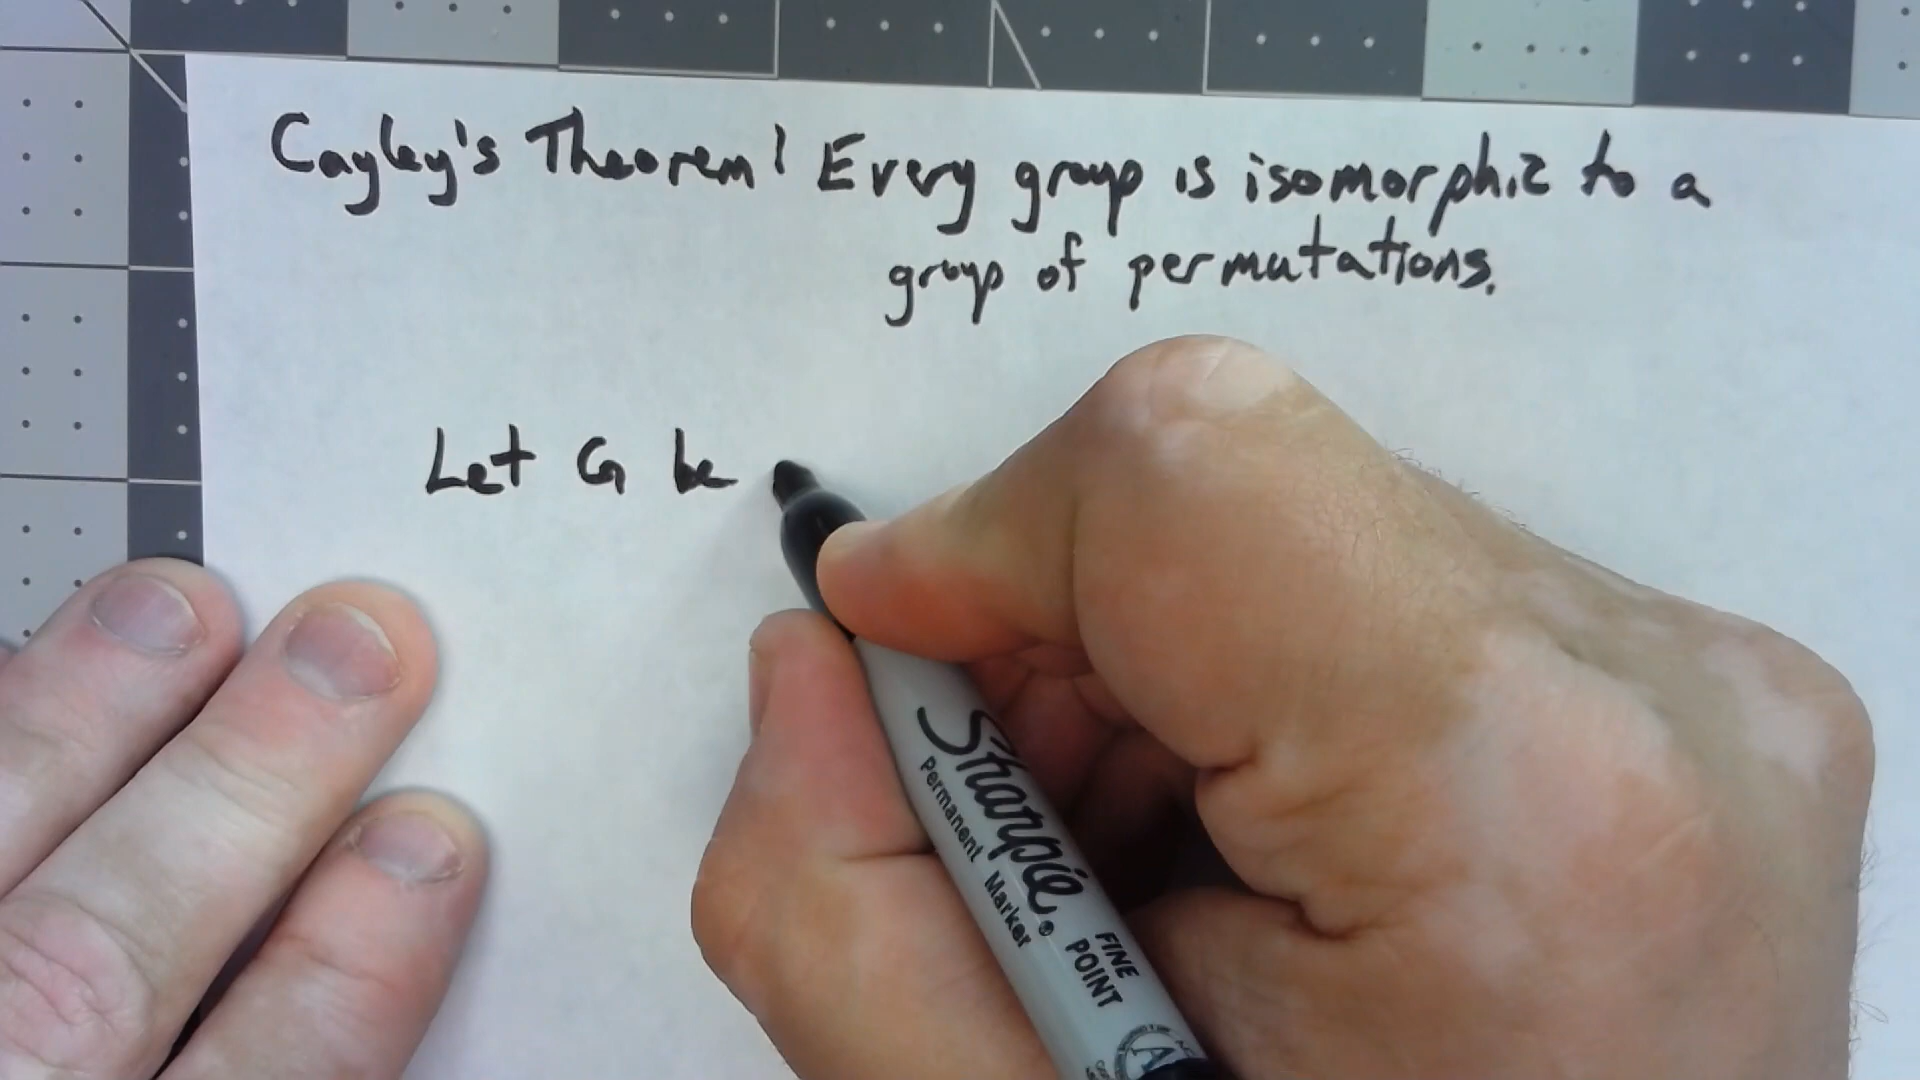 Cayley's Theorem! Every group is isomorphic to a
group of permutations.
Let G be
Sharpie®
Permanent Marker
FINE
POINT